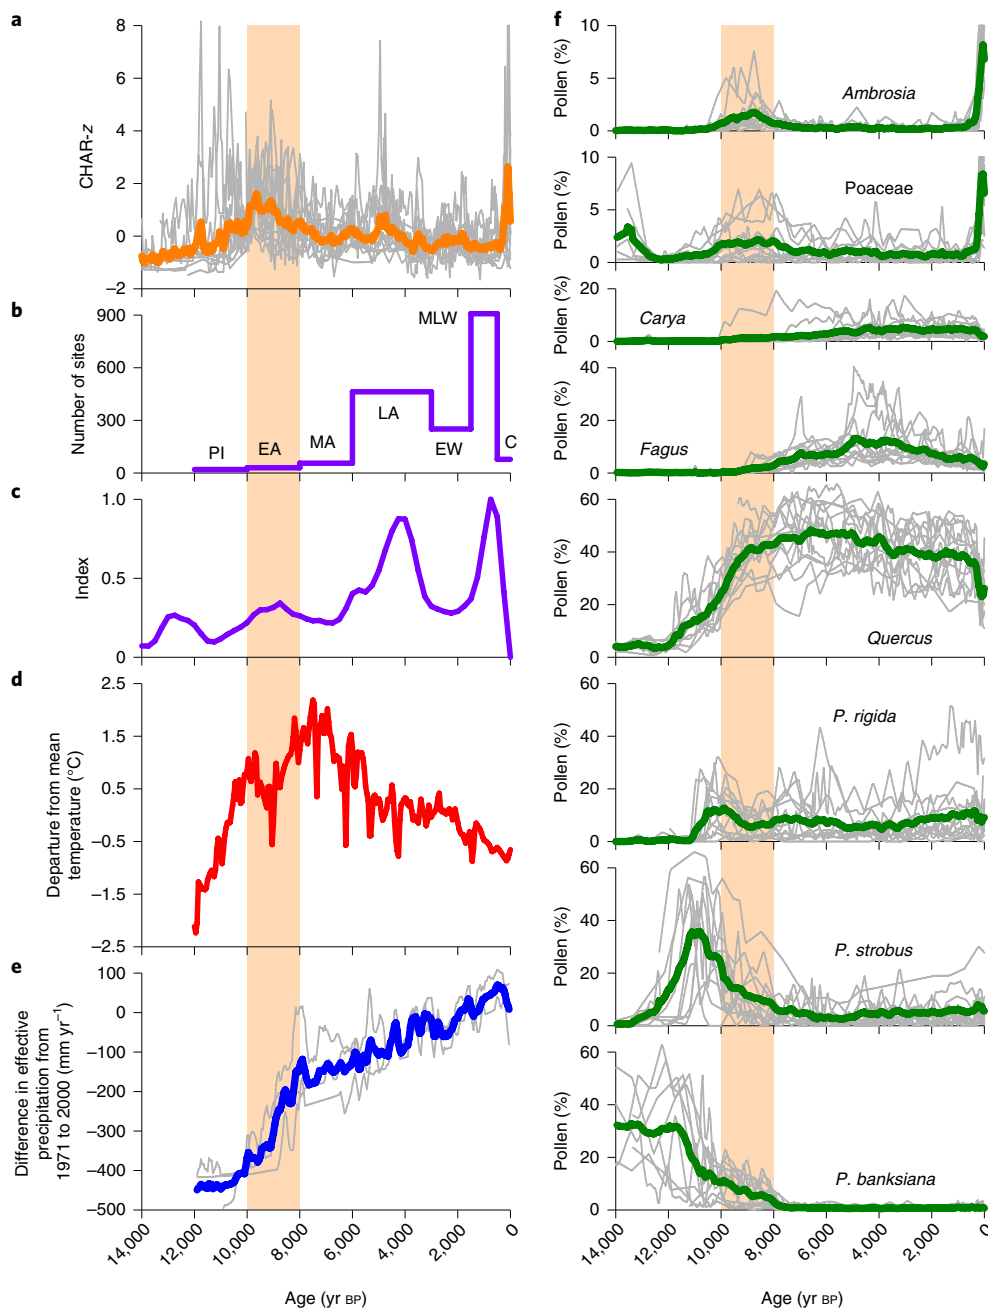 a
8
6
4
2
0
–2
CHAR-z
b
900
600
300
0
Number of sites
PI
EA
MA
LA
EW
MLW
C
c
1.0
0.5
0
Index
d
2.5
1.5
0.5
–0.5
–1.5
–2.5
Departure from mean
temperature (°C)
e
100
0
–100
–200
–300
–400
–500
Difference in effective
precipitation from
1971 to 2000 (mm yr⁻¹)
14,000
12,000
10,000
8,000
6,000
4,000
2,000
0
Age (yr BP)
f
10
5
0
Pollen (%)
Ambrosia
10
5
0
Pollen (%)
Poaceae
20
0
Pollen (%)
Carya
40
20
0
Pollen (%)
Fagus
60
40
20
0
Pollen (%)
Quercus
60
40
20
0
Pollen (%)
P. rigida
60
40
20
0
Pollen (%)
P. strobus
60
40
20
0
Pollen (%)
P. banksiana
14,000
12,000
10,000
8,000
6,000
4,000
2,000
0
Age (yr BP)